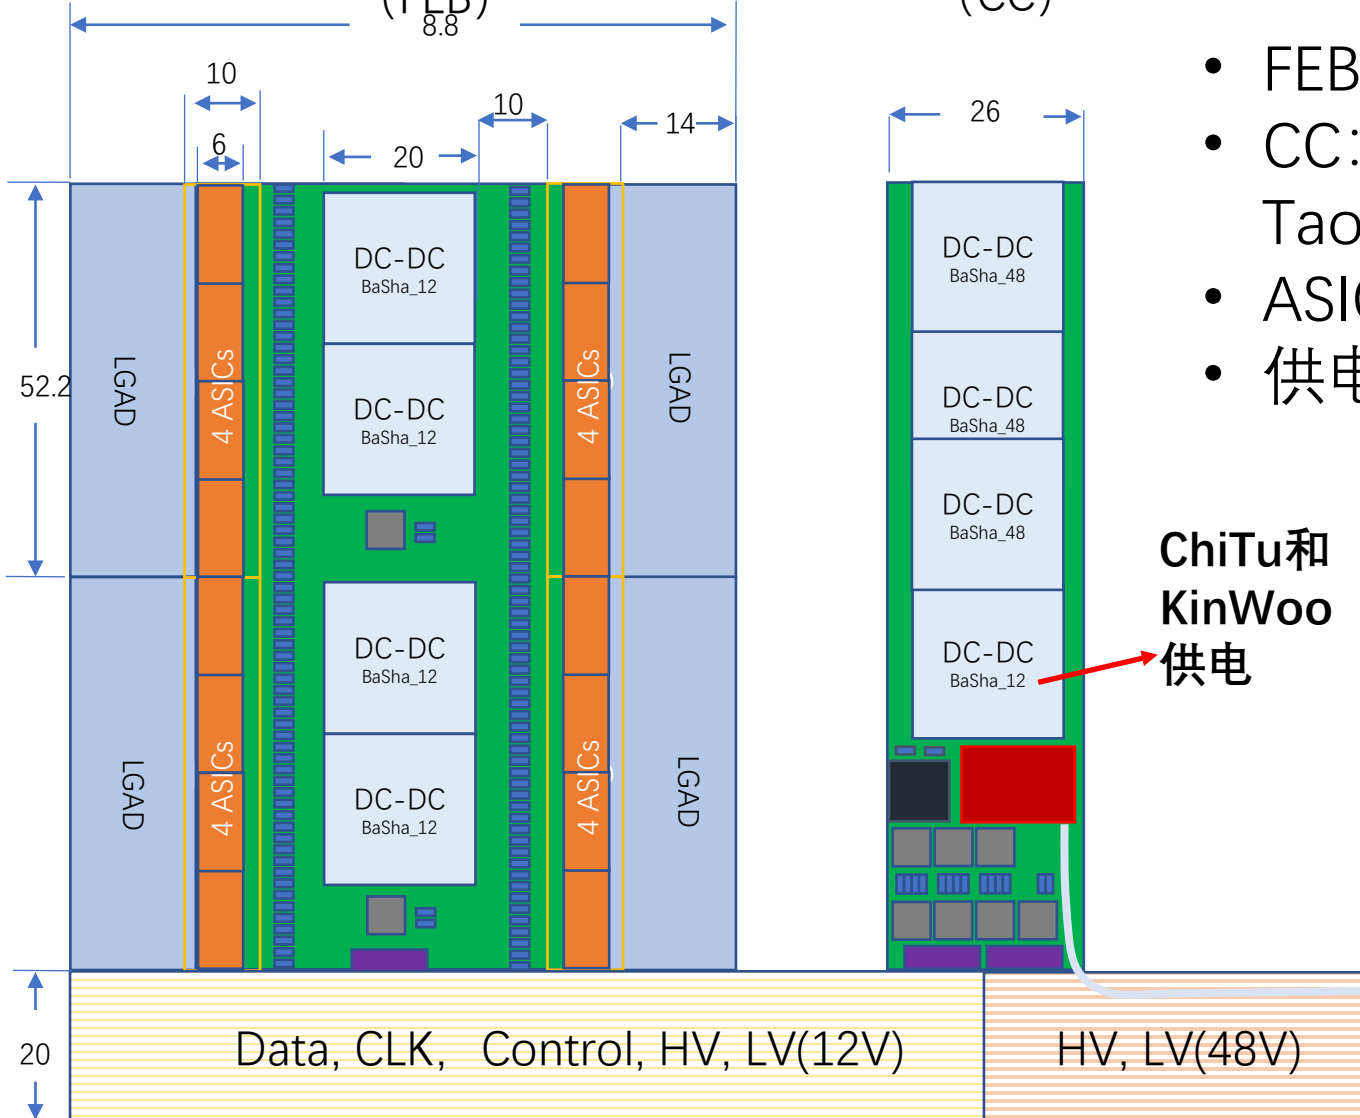 (FEB)
(CC)
8.8
10
6
20
10
14
26
• FEB
• CC:
Tao
• ASIC
• 供电
52.2
LGAD
4 ASICs
DC-DC
BaSha_12
DC-DC
BaSha_12
4 ASICs
LGAD
DC-DC
BaSha_48
DC-DC
BaSha_48
DC-DC
BaSha_48
DC-DC
BaSha_12
ChiTu和
KinWoo
供电
LGAD
4 ASICs
DC-DC
BaSha_12
DC-DC
BaSha_12
4 ASICs
LGAD
20
Data, CLK, Control, HV, LV(12V)
HV, LV(48V)